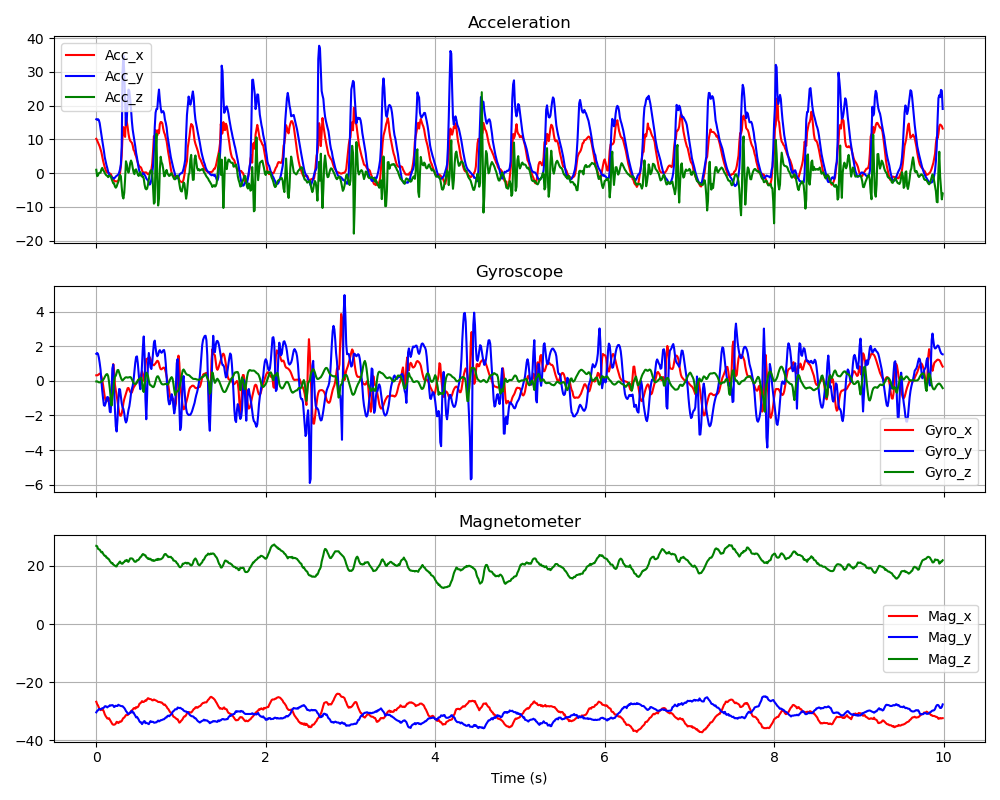 Acceleration
40
30
20
10
0
−10
−20
Acc_x
Acc_y
Acc_z
Gyroscope
4
2
0
−2
−4
−6
Gyro_x
Gyro_y
Gyro_z
Magnetometer
20
0
−20
−40
Mag_x
Mag_y
Mag_z
0 2 4 6 8 10
Time (s)